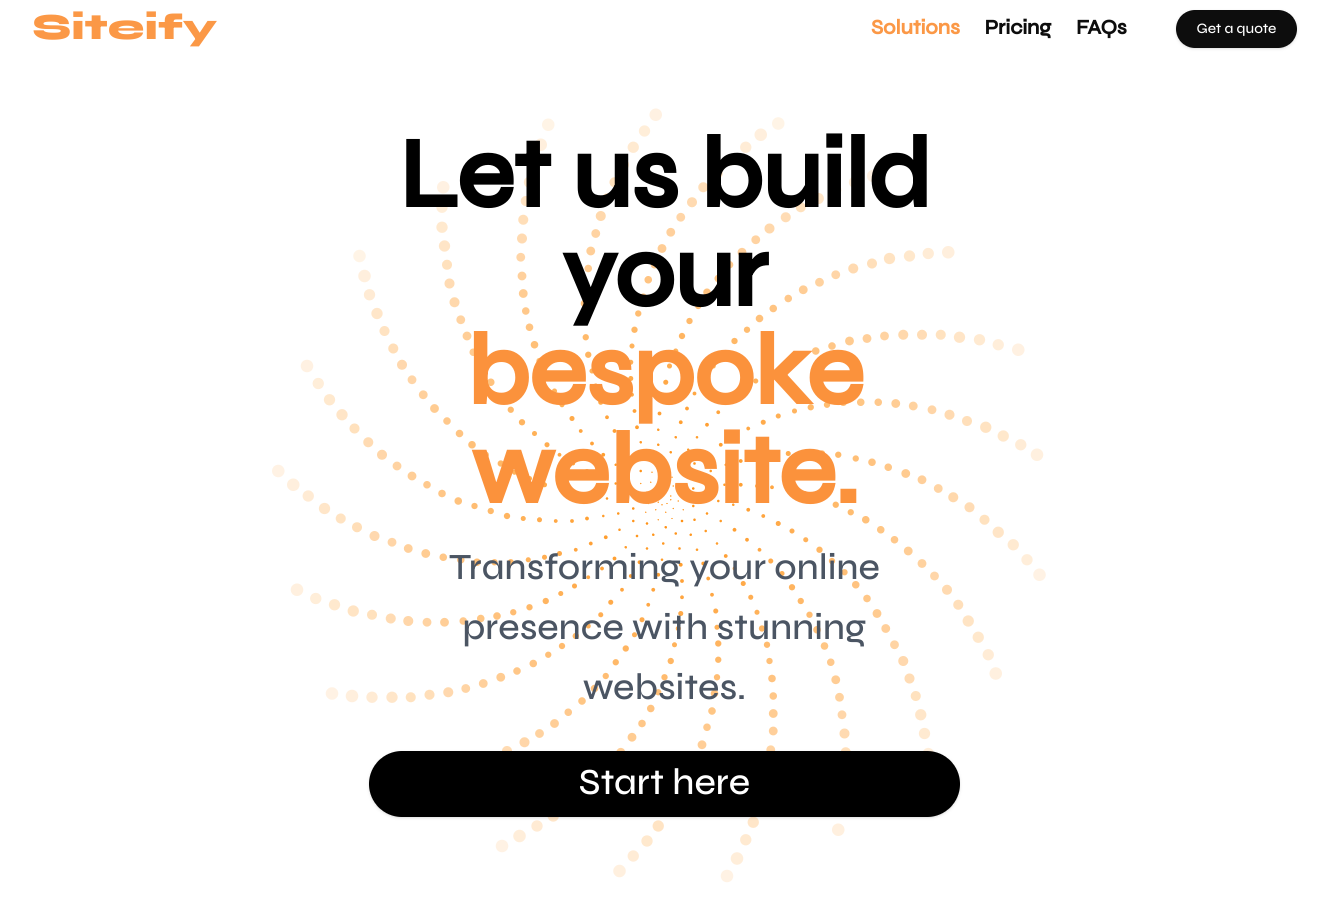 Siteify
Solutions Pricing FAQs Get a quote
Let us build
your
bespoke
website.
Transforming your online
presence with stunning
websites.
Start here